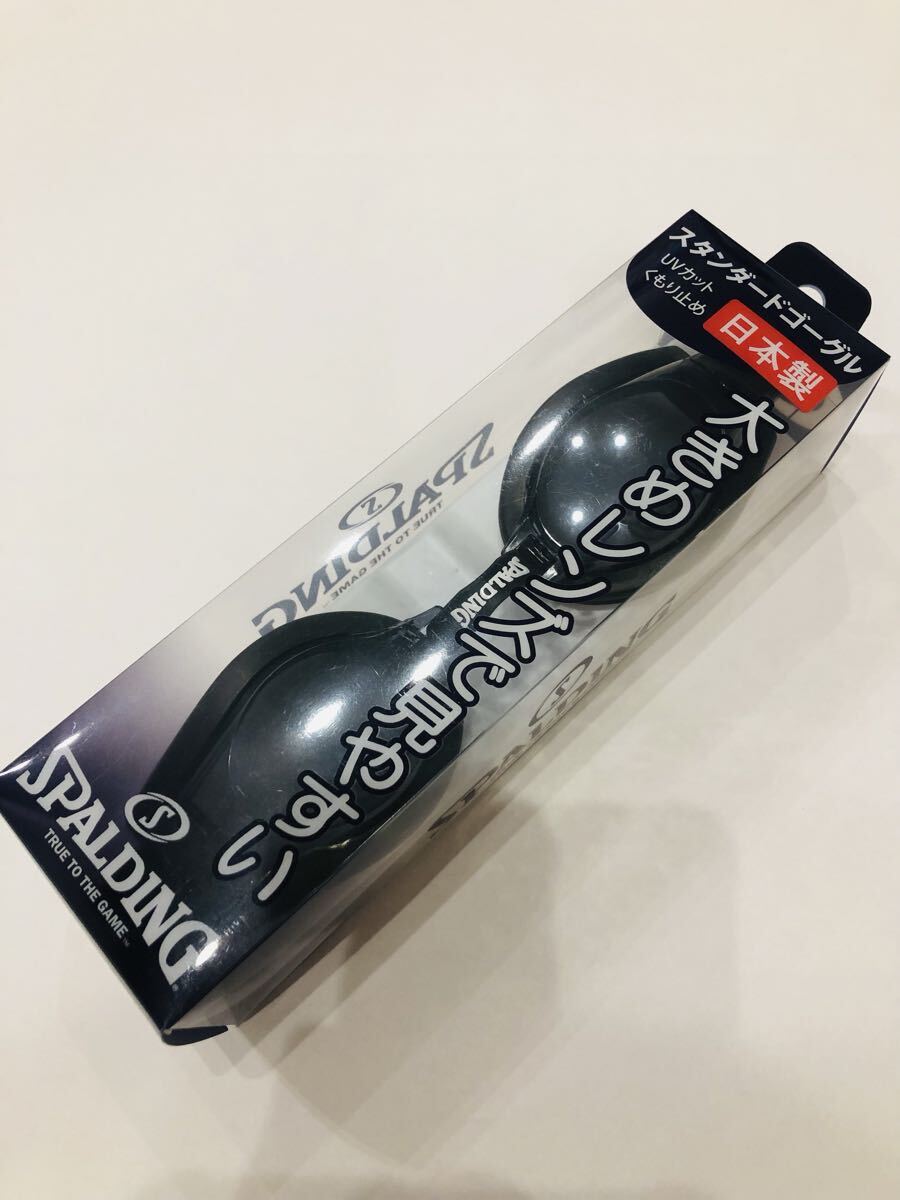 スタンダードゴーグル
UVカット
くもり止め
日本製
大きめレンズで見やすい
SPALDING
SPALDING
TRUE TO THE GAME™
SPALDING®
TRUE TO THE GAME™
SPALDING